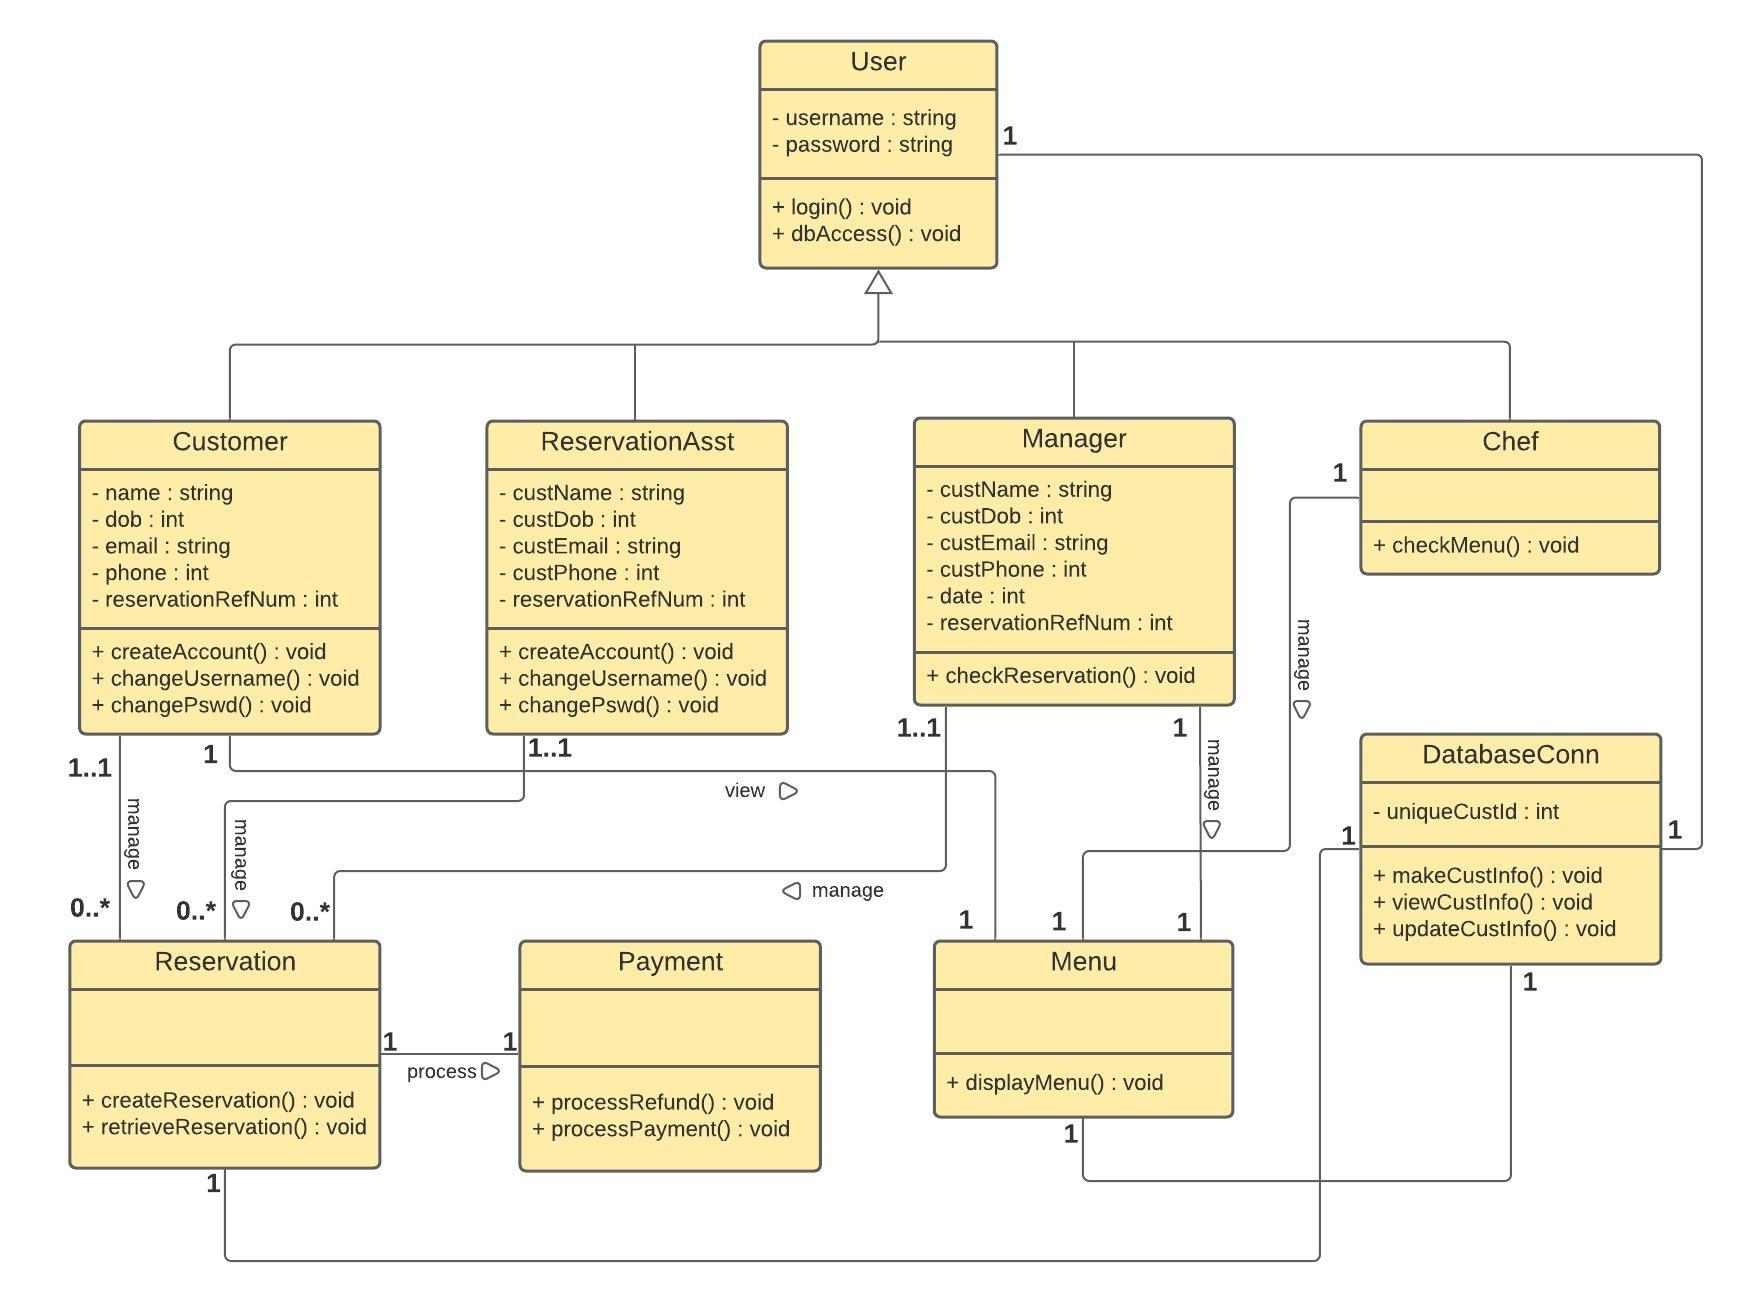 User
- username : string
- password : string
+ login() : void
+ dbAccess() : void
1
Customer
- name : string
- dob : int
- email : string
- phone : int
- reservationRefNum : int
+ createAccount() : void
+ changeUsername() : void
+ changePswd() : void
ReservationAsst
- custName : string
- custDob : int
- custEmail : string
- custPhone : int
- reservationRefNum : int
+ createAccount() : void
+ changeUsername() : void
+ changePswd() : void
Manager
- custName : string
- custDob : int
- custEmail : string
- custPhone : int
- date : int
- reservationRefNum : int
+ checkReservation() : void
Chef
+ checkMenu() : void
1
manage
1..1
1
1..1
1..1
1
manage
manage
view
manage
manage
0..*
0..*
0..*
1
1
1
DatabaseConn
- uniqueCustId : int
+ makeCustInfo() : void
+ viewCustInfo() : void
+ updateCustInfo() : void
1
1
1
Reservation
+ createReservation() : void
+ retrieveReservation() : void
1
1
process
1
Payment
+ processRefund() : void
+ processPayment() : void
Menu
+ displayMenu() : void
1